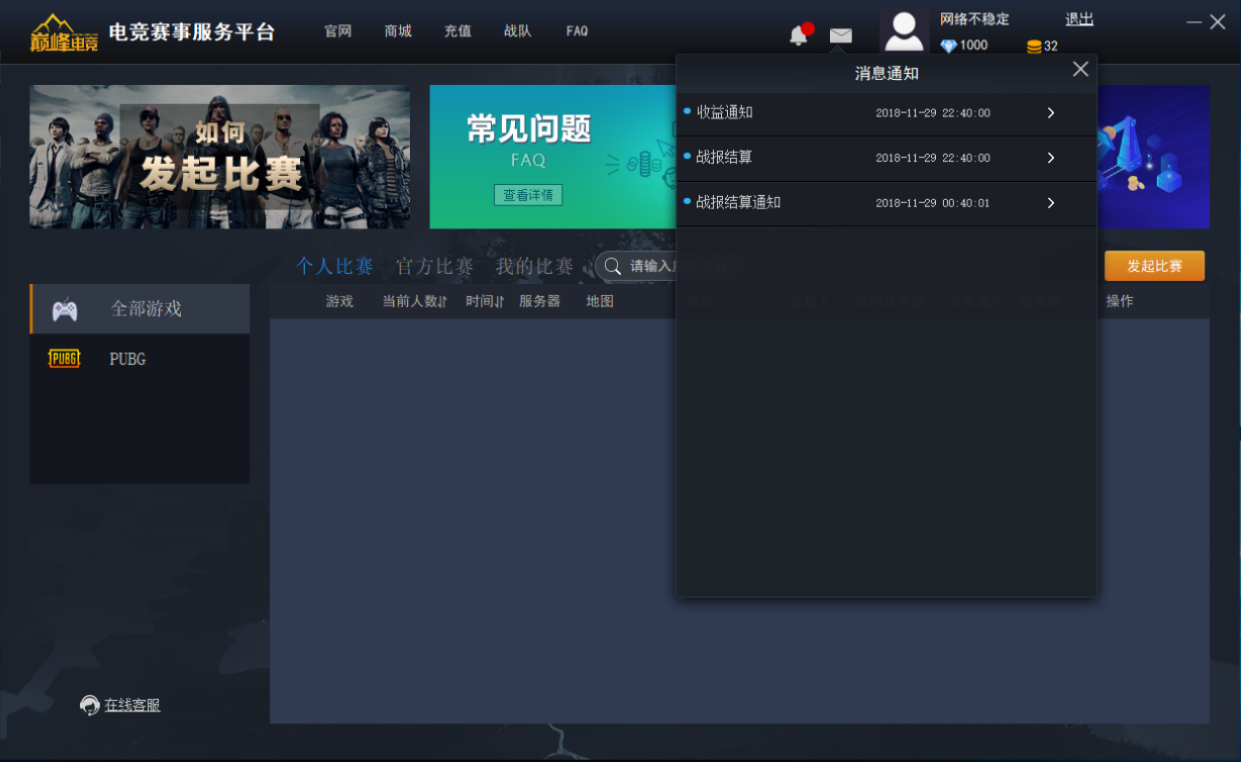 巅峰电竞 电竞赛事服务平台 官网 商城 充值 战队 FAQ 网络不稳定 退出
1000 32
如何
发起比赛
常见问题
FAQ
查看详情
消息通知
收益通知 2018-11-29 22:40:00
战报结算 2018-11-29 22:40:00
战报结算通知 2018-11-29 00:40:01
个人比赛 官方比赛 我的比赛 请输入 发起比赛
全部游戏
PUBG PUBG
游戏 当前人数 时间 服务器 地图 操作
在线客服